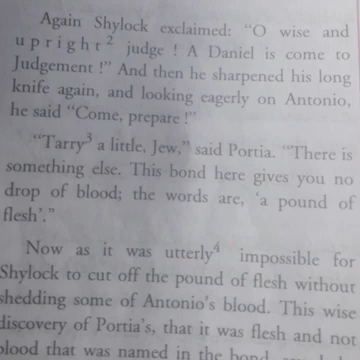 Again Shylock exclaimed: "O wise and
upright² judge ! A Daniel is come to
Judgement !" And then he sharpened his long
knife again, and looking eagerly on Antonio,
he said "Come, prepare !"
"Tarry³ a little, Jew," said Portia. "There is
something else. This bond here gives you no
drop of blood; the words are, 'a pound of
flesh'."
Now as it was utterly⁴ impossible for
Shylock to cut off the pound of flesh without
shedding some of Antonio's blood. This wise
discovery of Portia's, that it was flesh and not
blood that was named in the bond